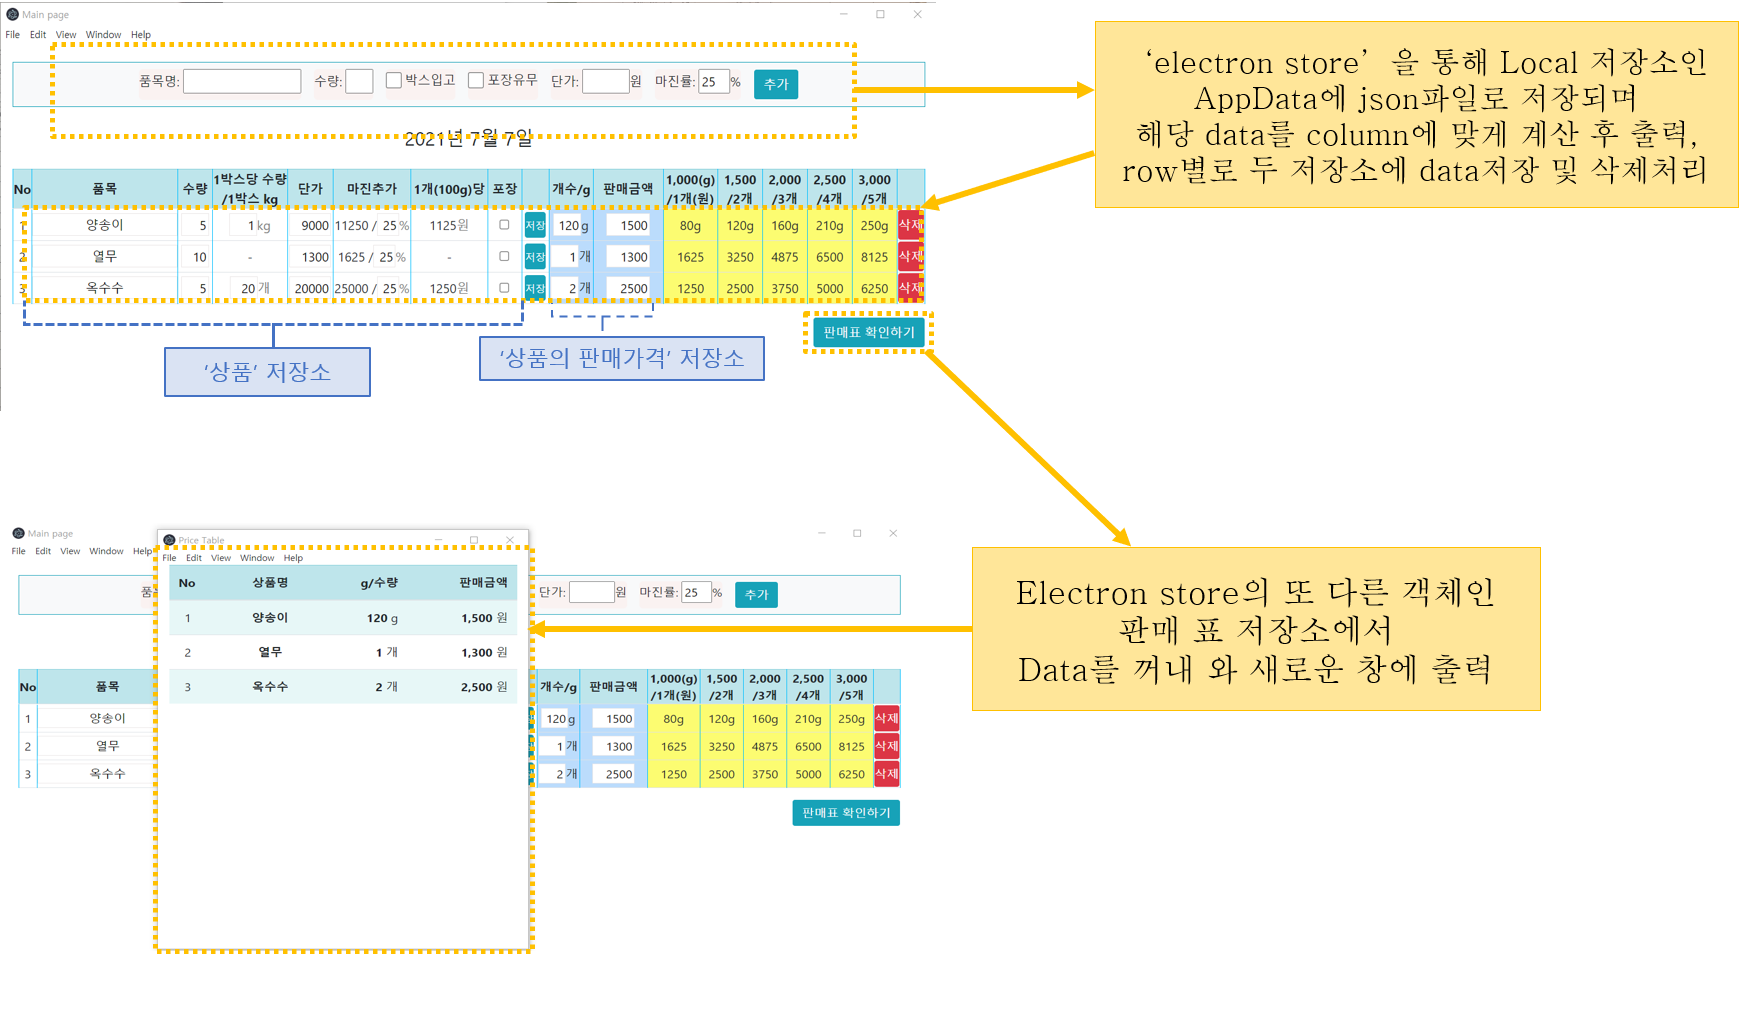 Main page
File Edit View Window Help
품목명: 수량: 박스입고 포장유무 단가: 원 마진률: 25 % 추가
2021년 7월 7일
No 품목 수량 1박스당 수량/1박스 kg 단가 마진추가 1개(100g)당 포장 개수/g 판매금액 1,000(g)/1개(원) 1,500/2개 2,000/3개 2,500/4개 3,000/5개
1 양송이 5 1 kg 9000 11250 / 25 % 1125원 저장 120 g 1500 80g 120g 160g 210g 250g 삭제
2 열무 10 - 1300 1625 / 25 % - 저장 1 개 1300 1625 3250 4875 6500 8125 삭제
3 옥수수 5 20 개 20000 25000 / 25 % 1250원 저장 2 개 2500 1250 2500 3750 5000 6250 삭제
판매표 확인하기
‘상품’ 저장소
‘상품의 판매가격’ 저장소
‘electron store’을 통해 Local 저장소인
AppData에 json파일로 저장되며
해당 data를 column에 맞게 계산 후 출력,
row별로 두 저장소에 data저장 및 삭제처리
Main page
File Edit View Window Help
단가: 원 마진률: 25 % 추가
No 품목 개수/g 판매금액 1,000(g)/1개(원) 1,500/2개 2,000/3개 2,500/4개 3,000/5개
1 양송이 120 g 1500 80g 120g 160g 210g 250g 삭제
2 열무 1 개 1300 1625 3250 4875 6500 8125 삭제
3 옥수수 2 개 2500 1250 2500 3750 5000 6250 삭제
판매표 확인하기
Price Table
File Edit View Window Help
No 상품명 g/수량 판매금액
1 양송이 120 g 1,500 원
2 열무 1 개 1,300 원
3 옥수수 2 개 2,500 원
Electron store의 또 다른 객체인
판매 표 저장소에서
Data를 꺼내 와 새로운 창에 출력